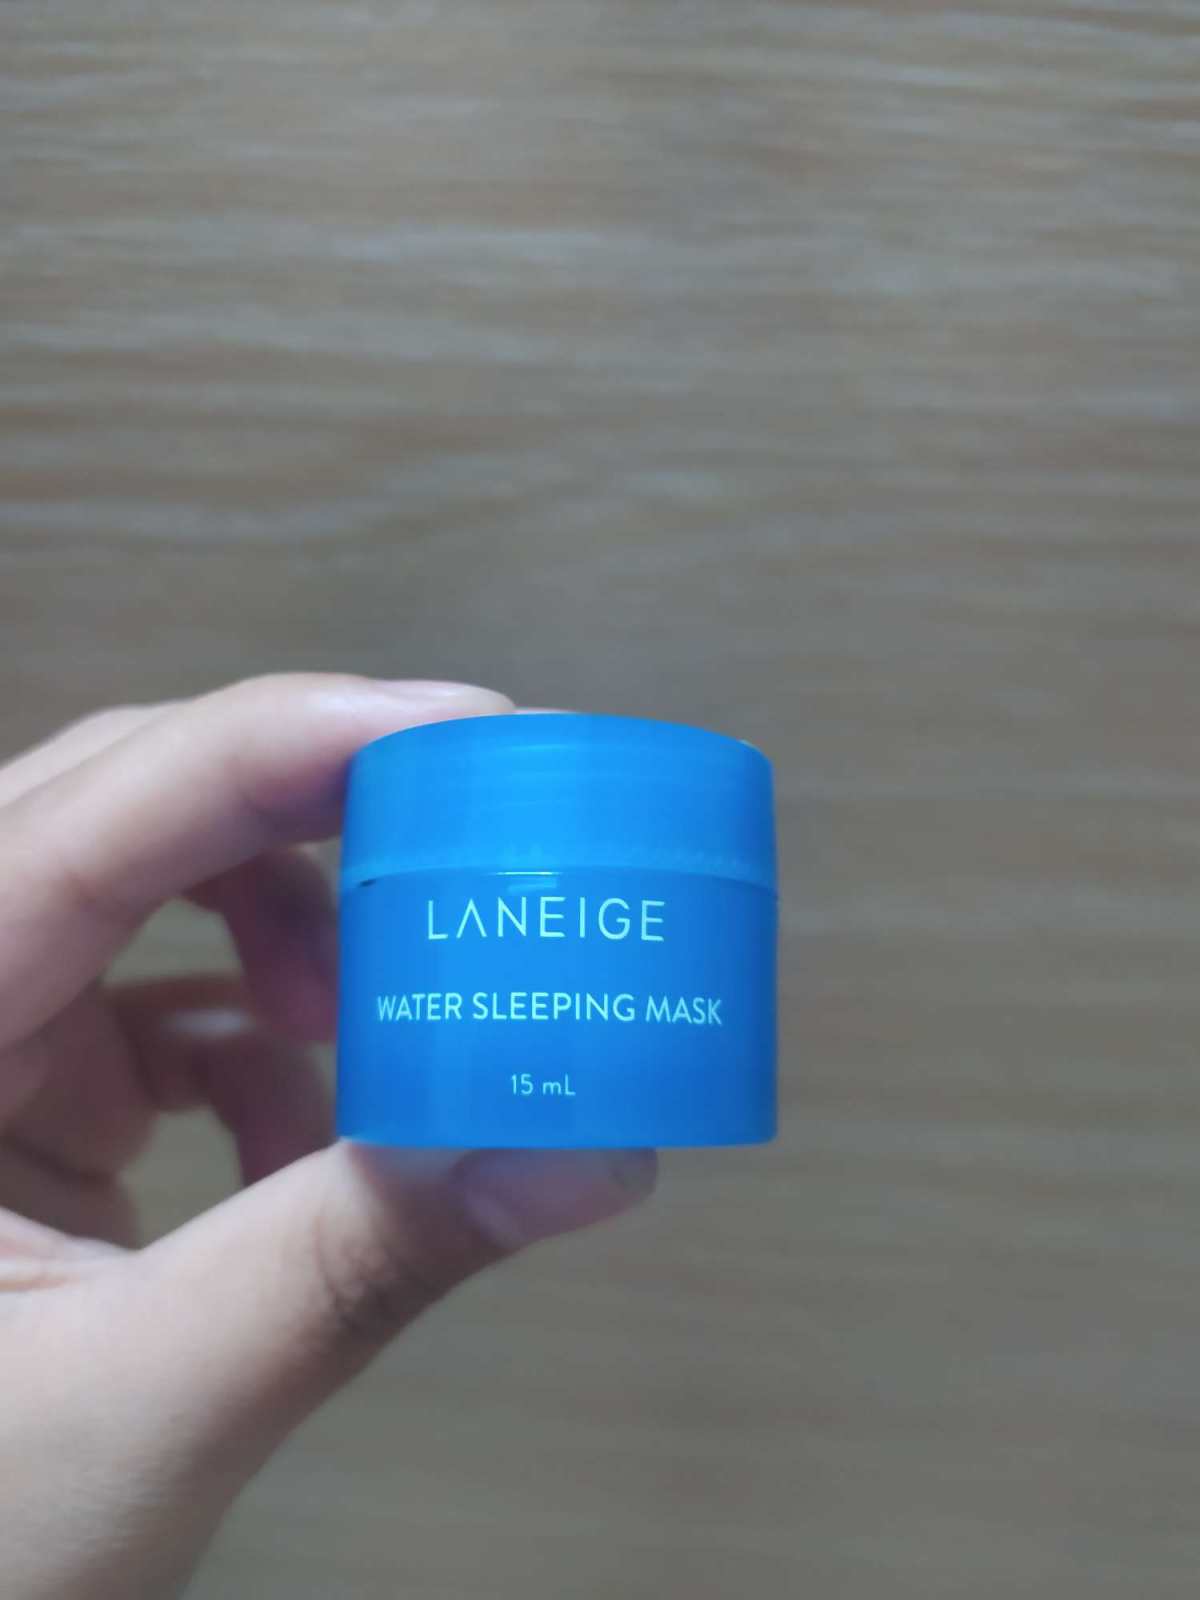 LANEIGE
WATER SLEEPING MASK
15 mL